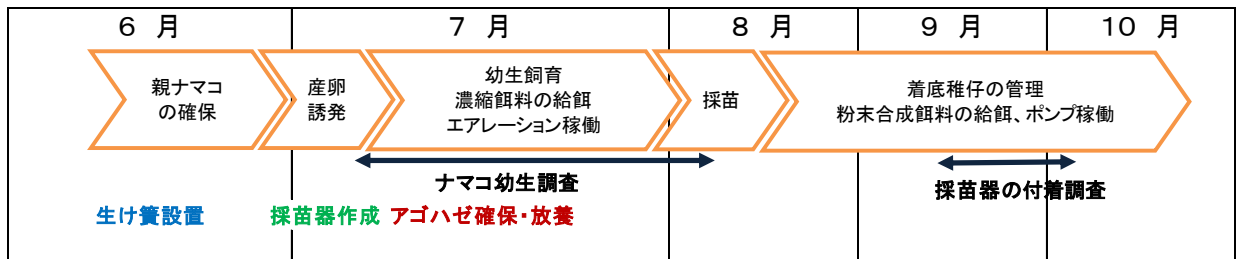 6 月
7 月
8 月
9 月
10 月
親ナマコ
の確保
産卵
誘発
幼生飼育
濃縮餌料の給餌
エアレーション稼働
採苗
着底稚仔の管理
粉末合成餌料の給餌、ポンプ稼働
ナマコ幼生調査
採苗器の付着調査
生け簀設置
採苗器作成
アゴハゼ確保・放養